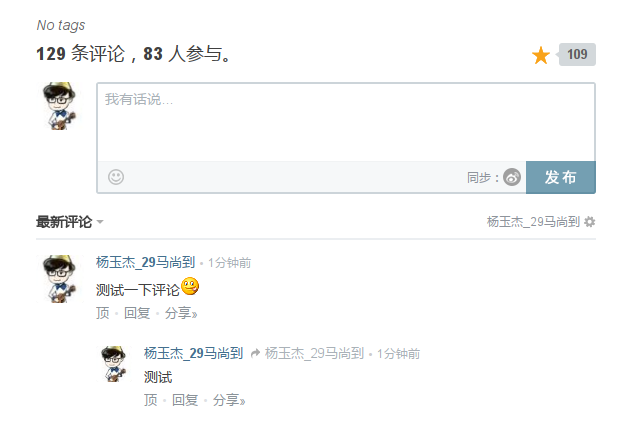 No tags
129 条评论，83 人参与。
109
我有话说...
同步：
发布
最新评论
杨玉杰_29马尚到
杨玉杰_29马尚到 • 1分钟前
测试一下评论
顶 • 回复 • 分享»
杨玉杰_29马尚到 杨玉杰_29马尚到 • 1分钟前
测试
顶 • 回复 • 分享»